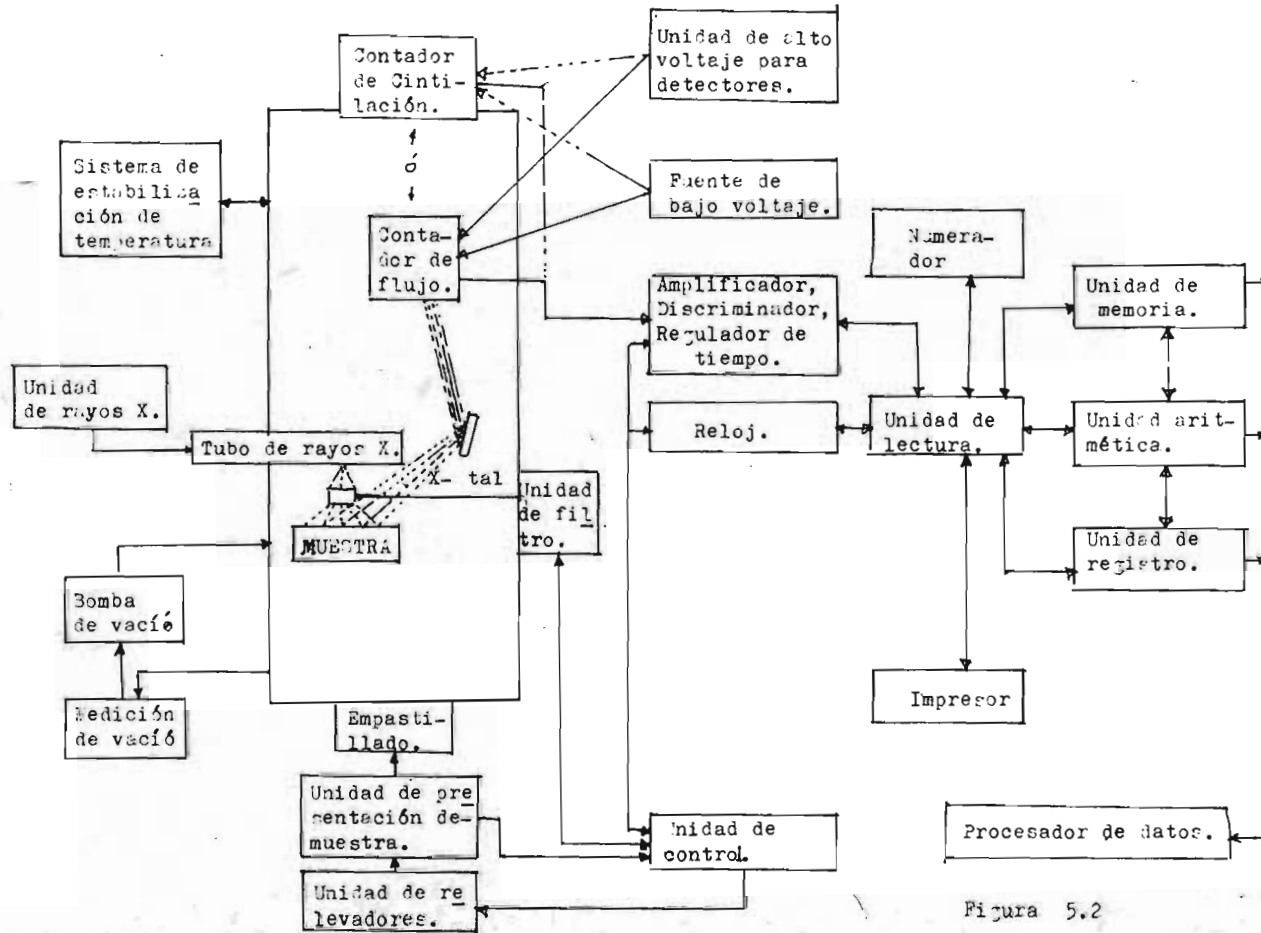 Contador
de Cinti-
lación.
Unidad de alto
voltaje para
detectores.
Sistema de
estabiliza
ción de
temperatura
ó
Fuente de
bajo voltaje.
Conta-
dor de
flujo.
Numera-
dor
Amplificador,
Discriminador,
Regulador de
tiempo.
Unidad de
memoria.
Unidad
de rayos X.
Tubo de rayos X.
Reloj.
Unidad de
lectura.
Unidad arit-
mética.
X- tal
Unidad
de fil
tro.
MUESTRA
Unidad de
registro.
Bomba
de vacíó
Medición
de vacíó
Impresor
Empasti-
llado.
Unidad de pre
sentación de-
muestra.
Unidad de
control.
Procesador de datos.
Unidad de re
levadores.
Figura 5.2